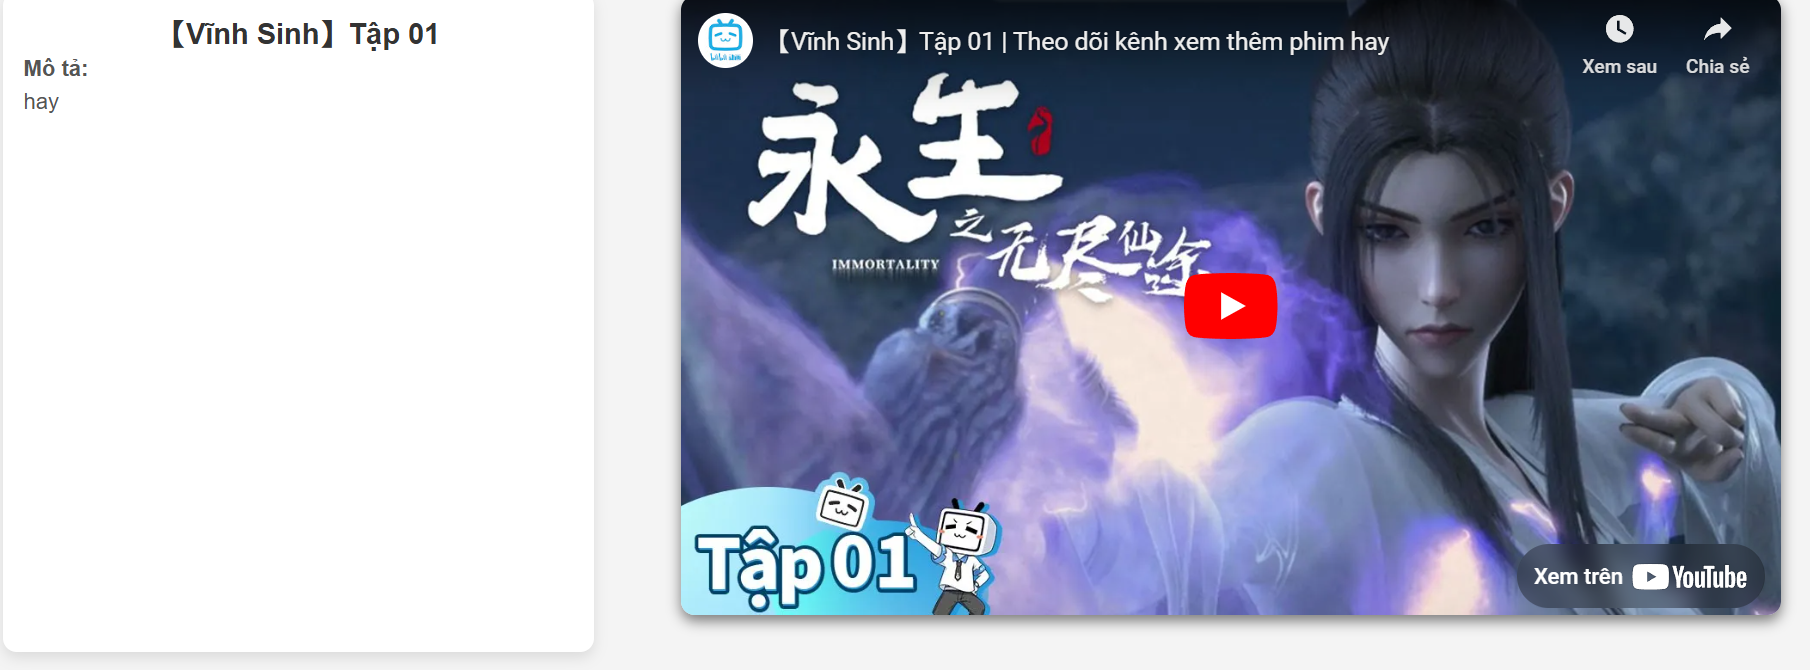 【Vĩnh Sinh】Tập 01
Mô tả:
hay
【Vĩnh Sinh】Tập 01 | Theo dõi kênh xem thêm phim hay
Xem sau
Chia sẻ
永生
之无尽仙途
IMMORTALITY
Tập 01
Xem trên YouTube